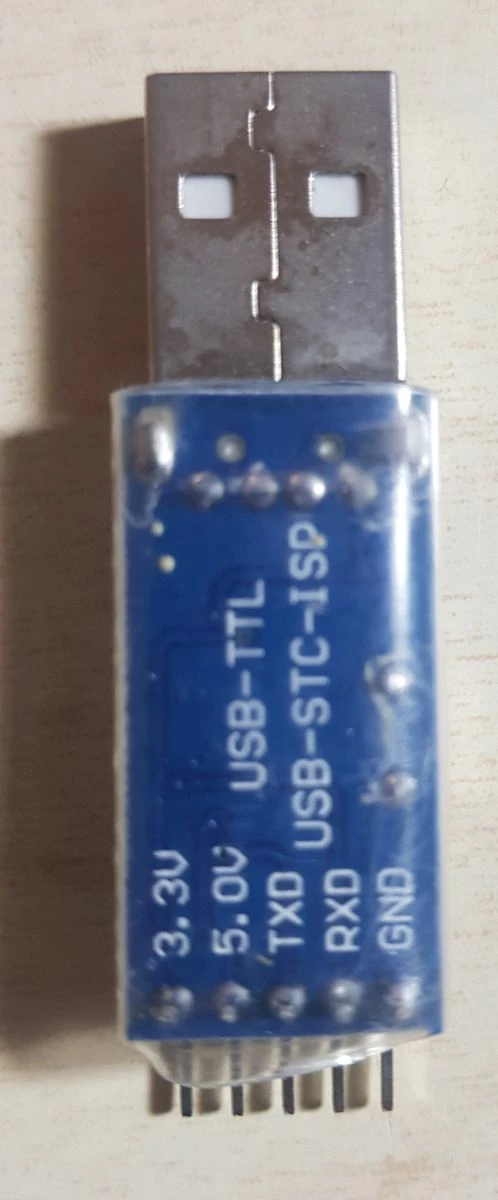 USB-TTL
USB-STC-ISP
3.3V
5.0V
TXD
RXD
GND